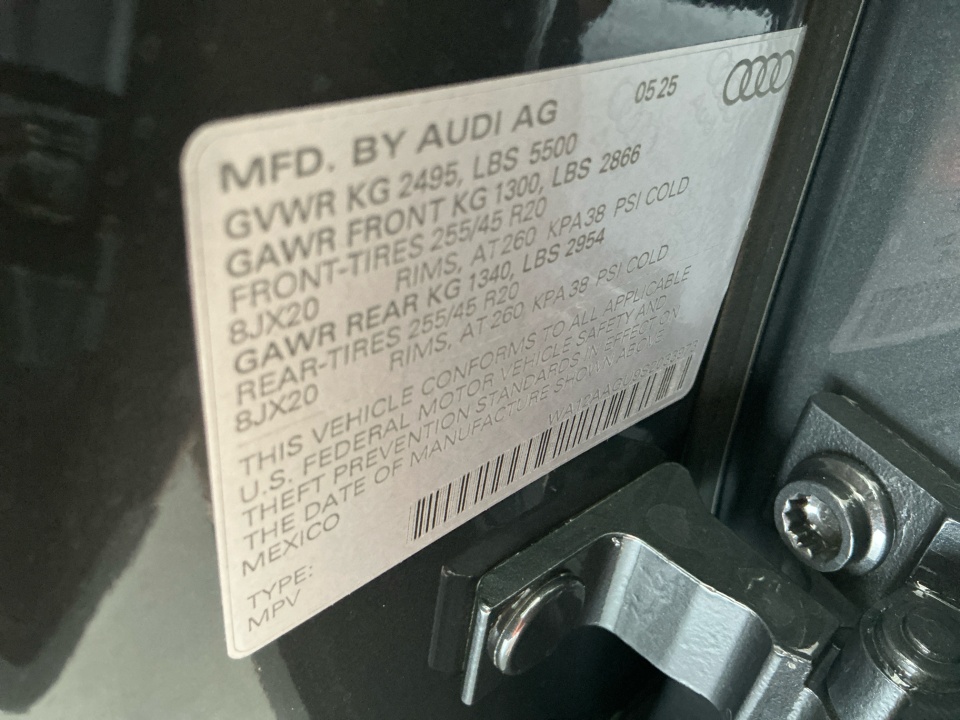 MFD. BY AUDI AG 05 25
GVWR KG 2495, LBS 5500
GAWR FRONT KG 1300, LBS 2866
FRONT-TIRES 255/45 R20
8JX20 RIMS, AT 260 KPA 38 PSI COLD
GAWR REAR KG 1340, LBS 2954
REAR-TIRES 255/45 R20
8JX20 RIMS, AT 260 KPA 38 PSI COLD
THIS VEHICLE CONFORMS TO ALL APPLICABLE
U.S. FEDERAL MOTOR VEHICLE SAFETY AND
THEFT PREVENTION STANDARDS IN EFFECT ON
THE DATE OF MANUFACTURE SHOWN ABOVE
MEXICO
TYPE:
MPV